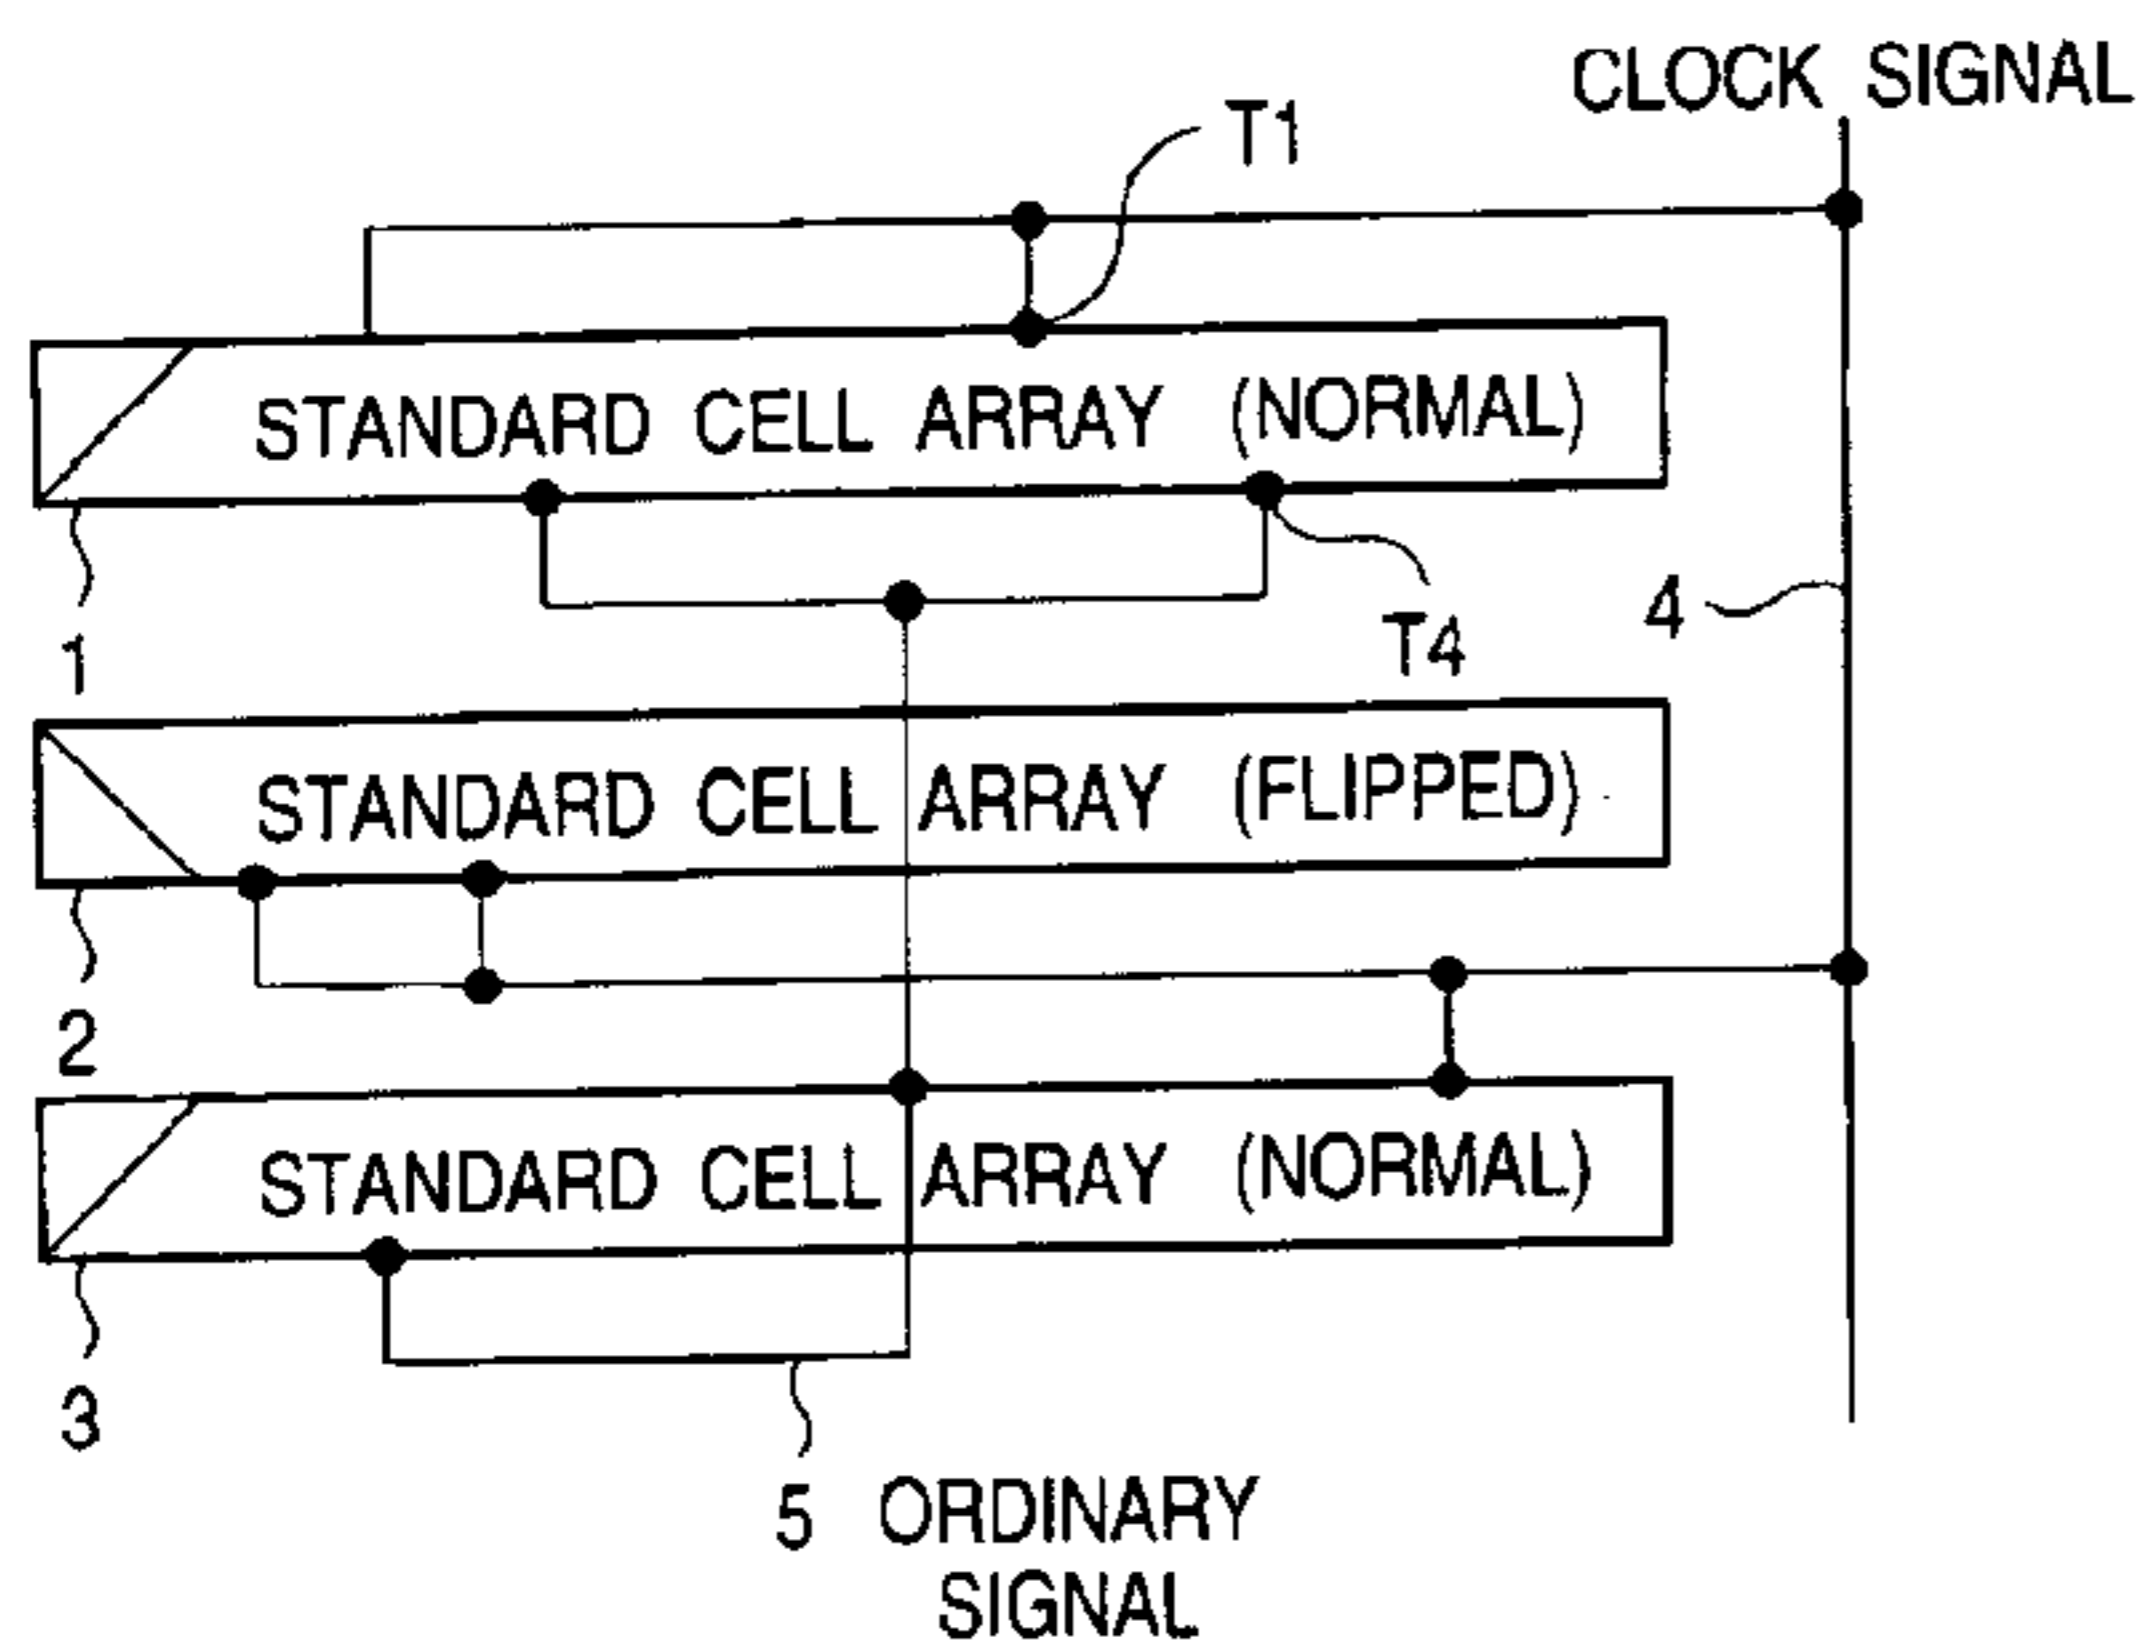 CLOCK SIGNAL
T1
STANDARD CELL ARRAY (NORMAL)
1
T4
4
STANDARD CELL ARRAY (FLIPPED)
2
STANDARD CELL ARRAY (NORMAL)
3
5 ORDINARY
SIGNAL